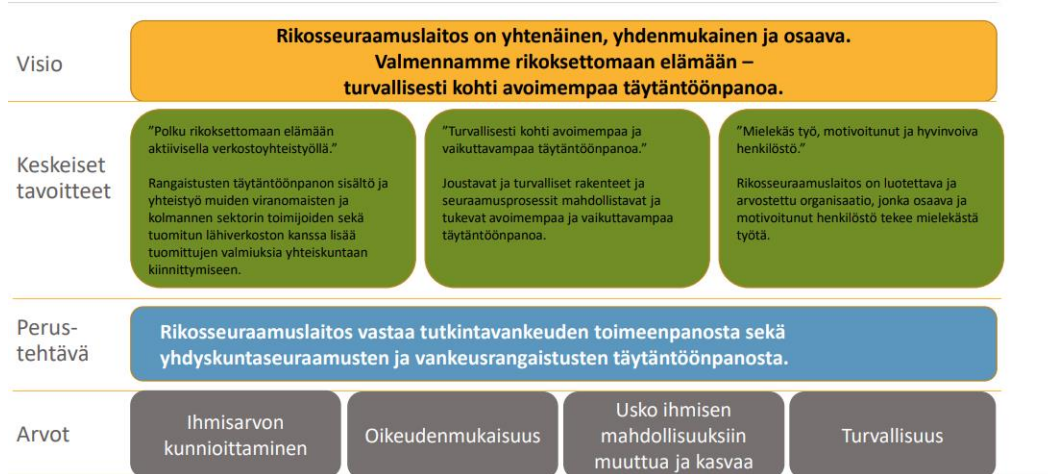 Visio
Rikosseuraamuslaitos on yhtenäinen, yhdenmukainen ja osaava.
Valmennamme rikoksettomaan elämään –
turvallisesti kohti avoimempaa täytäntöönpanoa.
Keskeiset
tavoitteet
”Polku rikoksettomaan elämään
aktiivisella verkostoyhteistyöllä.”
Rangaistusten täytäntöönpanon sisältö ja
yhteistyö muiden viranomaisten ja
kolmannen sektorin toimijoiden sekä
tuomitun lähiverkoston kanssa lisää
tuomittujen valmiuksia yhteiskuntaan
kiinnittymiseen.
”Turvallisesti kohti avoimempaa ja
vaikuttavampaa täytäntöönpanoa.”
Joustavat ja turvalliset rakenteet ja
seuraamusprosessit mahdollistavat ja
tukevat avoimempaa ja vaikuttavampaa
täytäntöönpanoa.
”Mielekäs työ, motivoitunut ja hyvinvoiva
henkilöstö.”
Rikosseuraamuslaitos on luotettava ja
arvostettu organisaatio, jonka osaava ja
motivoitunut henkilöstö tekee mielekästä
työtä.
Perus-
tehtävä
Rikosseuraamuslaitos vastaa tutkintavankeuden toimeenpanosta sekä
yhdyskuntaseuraamusten ja vankeusrangaistusten täytäntöönpanosta.
Arvot
Ihmisarvon
kunnioittaminen
Oikeudenmukaisuus
Usko ihmisen
mahdollisuuksiin
muuttua ja kasvaa
Turvallisuus